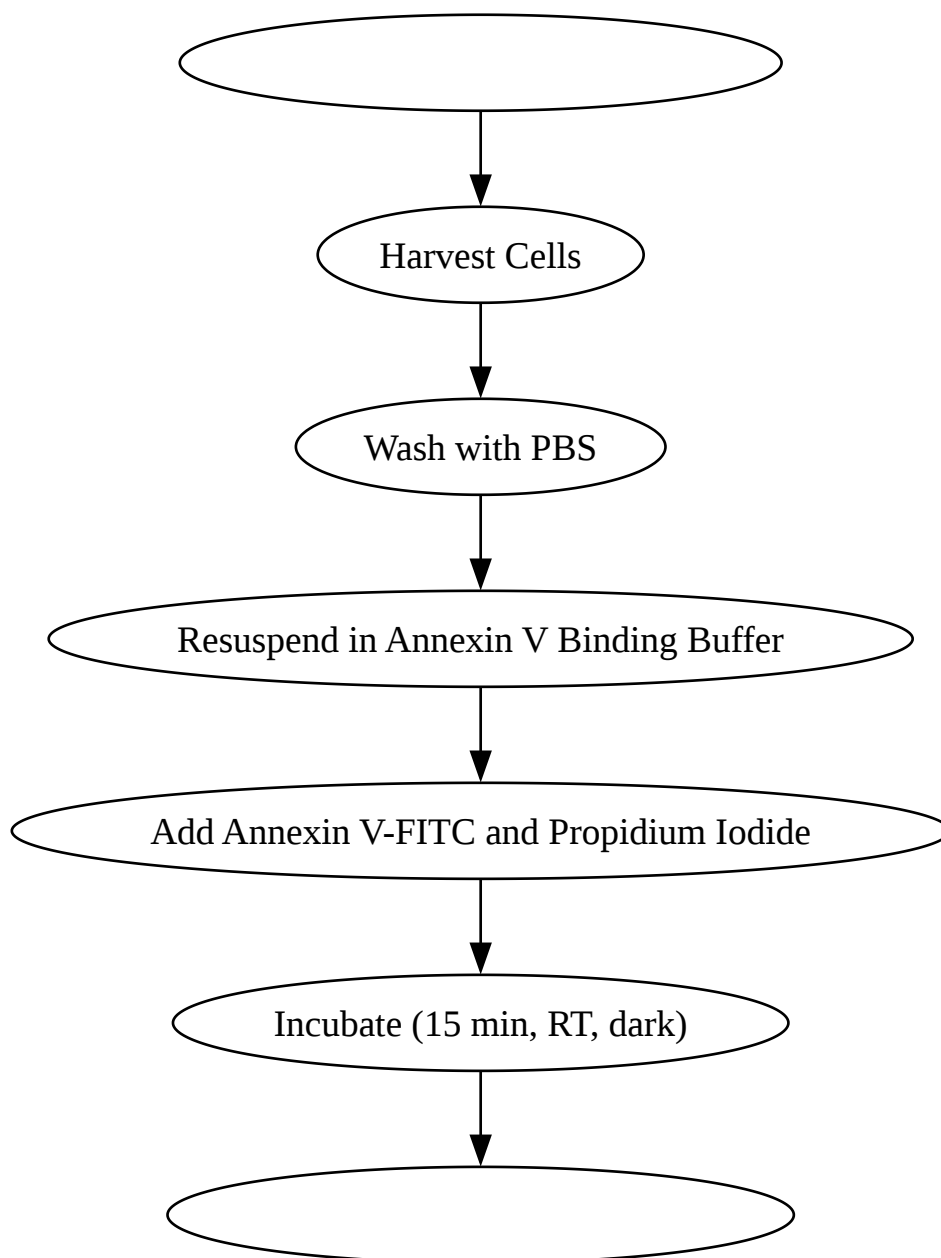 Harvest Cells
Wash with PBS
Resuspend in Annexin V Binding Buffer
Add Annexin V-FITC and Propidium Iodide
Incubate (15 min, RT, dark)